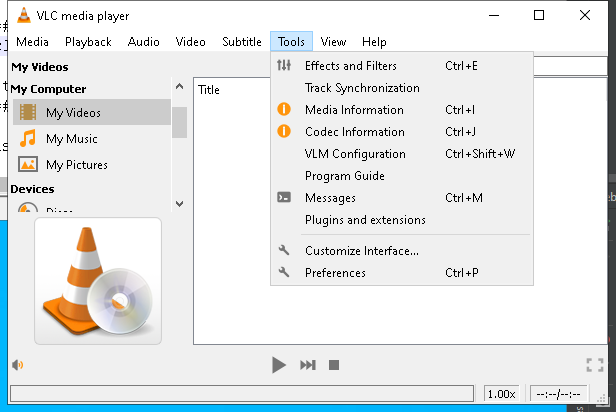 VLC media player
Media Playback Audio Video Subtitle Tools View Help
My Videos
My Computer
My Videos
My Music
My Pictures
Devices
Discs
Title
Effects and Filters Ctrl+E
Track Synchronization
Media Information Ctrl+I
Codec Information Ctrl+J
VLM Configuration Ctrl+Shift+W
Program Guide
Messages Ctrl+M
Plugins and extensions
Customize Interface...
Preferences Ctrl+P
1.00x --:--/--:--